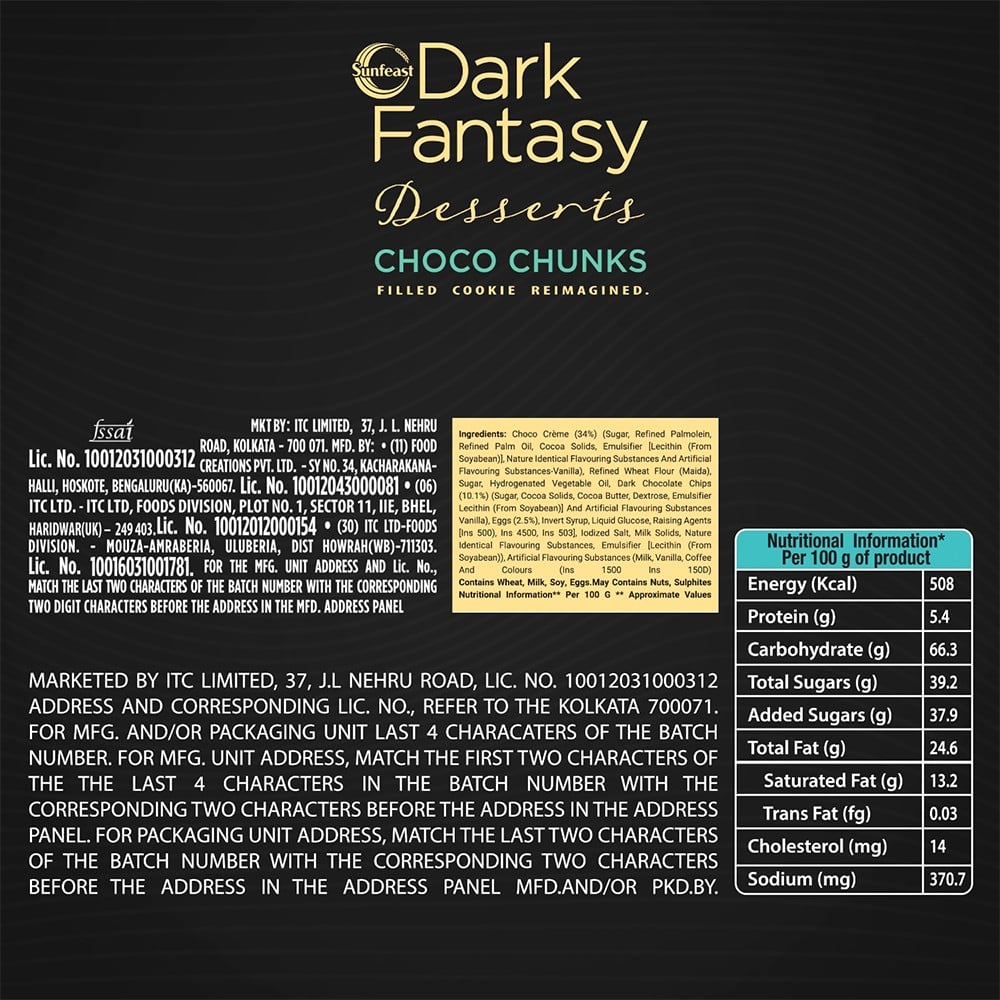 Sunfeast
Dark
Fantasy
Desserts
CHOCO CHUNKS
FILLED COOKIE REIMAGINED.
fssai
MKT BY: ITC LIMITED, 37, J. L. NEHRU
Lic. No. 10012031000312 ROAD, KOLKATA - 700 071. MFD. BY: • (11) FOOD
CREATIONS PVT. LTD. - SY NO. 34, KACHARAKANA-
HALLI, HOSKOTE, BENGALURU(KA)-560067. Lic. No. 10012043000081 • (06)
ITC LTD. - ITC LTD, FOODS DIVISION, PLOT NO. 1, SECTOR 11, IIE, BHEL,
HARIDWAR(UK) – 249 403. Lic. No. 10012012000154 • (30) ITC LTD-FOODS
DIVISION. - MOUZA-AMRABERIA, ULUBERIA, DIST HOWRAH(WB)-711303.
Lic. No. 10016031001781. FOR THE MFG. UNIT ADDRESS AND Lic. No.,
MATCH THE LAST TWO CHARACTERS OF THE BATCH NUMBER WITH THE CORRESPONDING
TWO DIGIT CHARACTERS BEFORE THE ADDRESS IN THE MFD. ADDRESS PANEL
Ingredients: Choco Crème (34%) (Sugar, Refined Palmolein,
Refined Palm Oil, Cocoa Solids, Emulsifier [Lecithin (From
Soyabean)], Nature Identical Flavouring Substances And Artificial
Flavouring Substances-Vanilla), Refined Wheat Flour (Maida),
Sugar, Hydrogenated Vegetable Oil, Dark Chocolate Chips
(10.1%) (Sugar, Cocoa Solids, Cocoa Butter, Dextrose, Emulsifier
Lecithin (From Soyabean)] And Artificial Flavouring Substances
Vanilla), Eggs (2.5%), Invert Syrup, Liquid Glucose, Raising Agents
[Ins 500), Ins 4500, Ins 503], Iodized Salt, Milk Solids, Nature
Identical Flavouring Substances, Emulsifier [Lecithin (From
Soyabean)), Artificial Flavouring Substances (Milk, Vanilla, Coffee
And Colours (Ins 1500 Ins 150D)
Contains Wheat, Milk, Soy, Eggs.May Contains Nuts, Sulphites
Nutritional Information** Per 100 G ** Approximate Values
MARKETED BY ITC LIMITED, 37, J.L NEHRU ROAD, LIC. NO. 10012031000312
ADDRESS AND CORRESPONDING LIC. NO., REFER TO THE KOLKATA 700071.
FOR MFG. AND/OR PACKAGING UNIT LAST 4 CHARACATERS OF THE BATCH
NUMBER. FOR MFG. UNIT ADDRESS, MATCH THE FIRST TWO CHARACTERS OF
THE THE LAST 4 CHARACTERS IN THE BATCH NUMBER WITH THE
CORRESPONDING TWO CHARACTERS BEFORE THE ADDRESS IN THE ADDRESS
PANEL. FOR PACKAGING UNIT ADDRESS, MATCH THE LAST TWO CHARACTERS
OF THE BATCH NUMBER WITH THE CORRESPONDING TWO CHARACTERS
BEFORE THE ADDRESS IN THE ADDRESS PANEL MFD.AND/OR PKD.BY.
Nutritional Information*
Per 100 g of product
Energy (Kcal) 508
Protein (g) 5.4
Carbohydrate (g) 66.3
Total Sugars (g) 39.2
Added Sugars (g) 37.9
Total Fat (g) 24.6
Saturated Fat (g) 13.2
Trans Fat (fg) 0.03
Cholesterol (mg) 14
Sodium (mg) 370.7